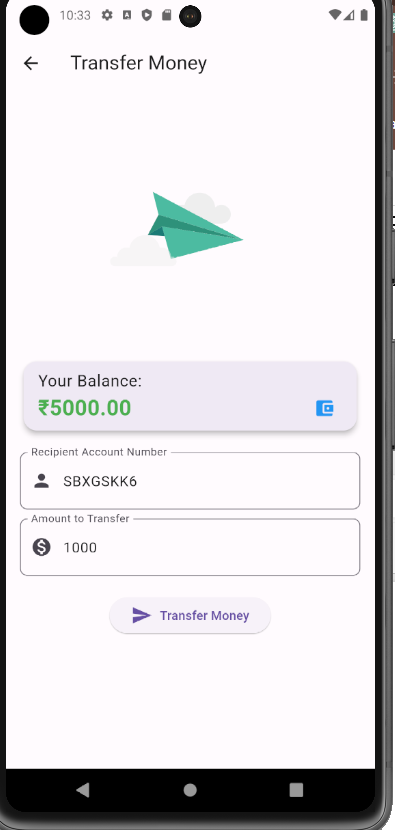 10:33
Transfer Money
Your Balance:
₹5000.00
Recipient Account Number
SBXGSKK6
Amount to Transfer
1000
Transfer Money